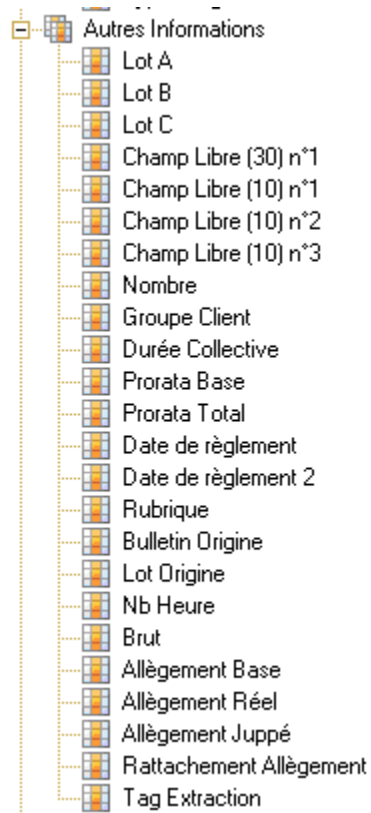 Autres Informations
Lot A
Lot B
Lot C
Champ Libre (30) n°1
Champ Libre (10) n°1
Champ Libre (10) n°2
Champ Libre (10) n°3
Nombre
Groupe Client
Durée Collective
Prorata Base
Prorata Total
Date de règlement
Date de règlement 2
Rubrique
Bulletin Origine
Lot Origine
Nb Heure
Brut
Allègement Base
Allègement Réel
Allègement Juppé
Rattachement Allègement
Tag Extraction